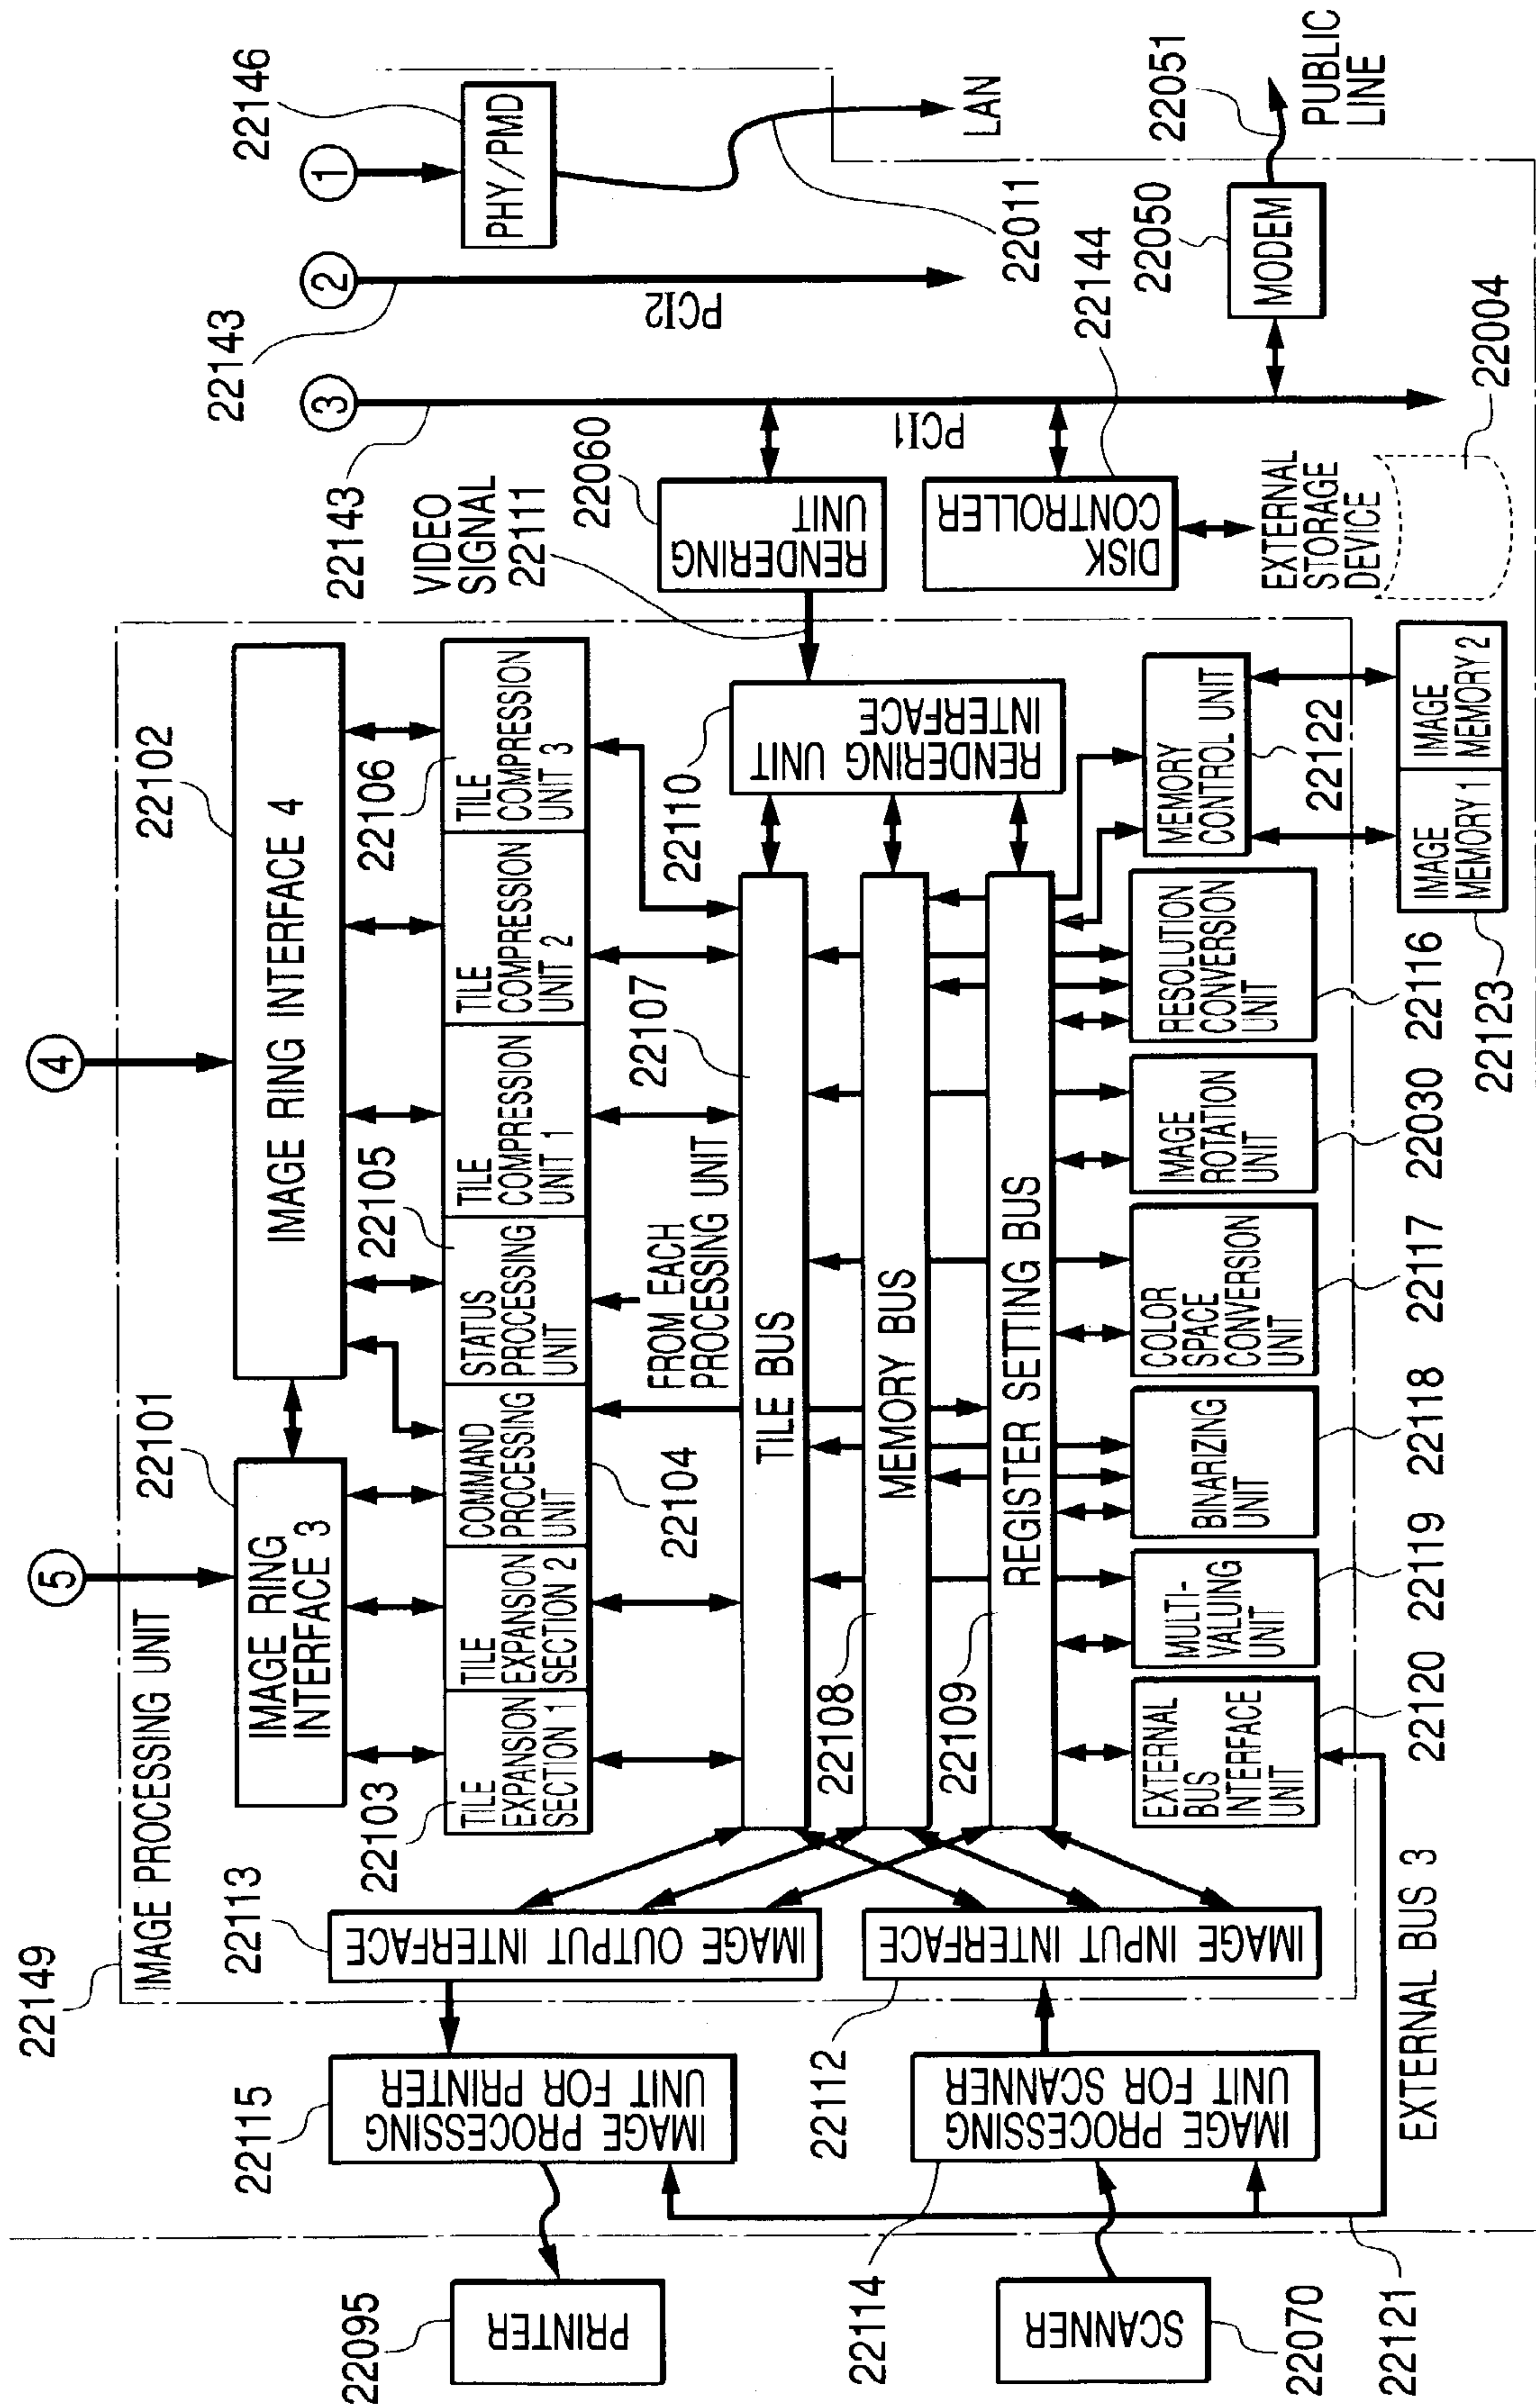 22149
IMAGE PROCESSING UNIT
5
4
3
2
1
22101
22102
22143
22143
22146
IMAGE RING
INTERFACE 3
IMAGE RING INTERFACE 4
PHY/PMD
VIDEO
SIGNAL
22111
PCI2
22011
LAN
22103
22105
22106
22060
TILE
EXPANSION
SECTION 1
TILE
EXPANSION
SECTION 2
COMMAND
PROCESSING
UNIT
STATUS
PROCESSING
UNIT
TILE
COMPRESSION
UNIT 1
TILE
COMPRESSION
UNIT 2
TILE
COMPRESSION
UNIT 3
RENDERING
UNIT
22104
FROM EACH
PROCESSING UNIT
22107
22110
22113
IMAGE OUTPUT INTERFACE
22115
IMAGE PROCESSING
UNIT FOR PRINTER
22095
PRINTER
TILE BUS
RENDERING UNIT
INTERFACE
PCI1
22144
DISK
CONTROLLER
22108
MEMORY BUS
22109
REGISTER SETTING BUS
22112
IMAGE INPUT INTERFACE
22114
IMAGE PROCESSING
UNIT FOR SCANNER
SCANNER
22070
22121
EXTERNAL BUS 3
EXTERNAL
BUS
INTERFACE
UNIT
MULTI-
VALUING
UNIT
BINARIZING
UNIT
COLOR
SPACE
CONVERSION
UNIT
IMAGE
ROTATION
UNIT
RESOLUTION
CONVERSION
UNIT
MEMORY
CONTROL UNIT
22122
22120
22119
22118
22117
22030
22116
22123
IMAGE
MEMORY 1
IMAGE
MEMORY 2
EXTERNAL
STORAGE
DEVICE
22004
22050
MODEM
22051
PUBLIC
LINE